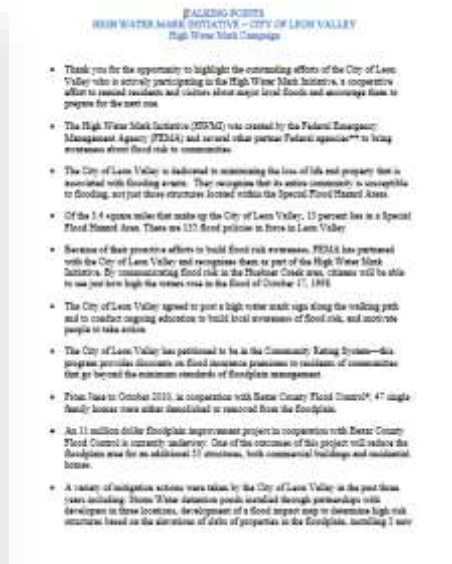 TALKING POINTS
HIGH WATER MARK INITIATIVE – CITY OF LEON VALLEY
High Water Mark Campaign
• Thank you for the opportunity to highlight the outstanding efforts of the City of Leon
Valley who is actively participating in the High Water Mark Initiative, a cooperative
effort to remind residents and visitors about major local floods and encourage them to
prepare for the next one.
• The High Water Mark Initiative (HWMI) was created by the Federal Emergency
Management Agency (FEMA) and several other partner Federal agencies** to bring
awareness about flood risk to communities.
• The City of Leon Valley is dedicated to minimizing the loss of life and property that is
associated with flooding events. They recognize that its entire community is susceptible
to flooding, not just those structures located within the Special Flood Hazard Areas.
• Of the 3.4 square miles that make up the City of Leon Valley, 15 percent lies in a Special
Flood Hazard Area. There are flood policies in force in Leon Valley
• Because of their proactive efforts to build flood risk awareness, FEMA has partnered
with the City of Leon Valley and recognizes them as part of the High Water Mark
Initiative. By communicating flood risk in the Huebner Creek area, citizens will be able
to see just how high the waters rose in the flood of October 17, 1998.
• The City of Leon Valley agreed to post a high water mark sign along the walking path
and to conduct ongoing education to build local awareness of flood risk, and motivate
people to take action.
• The City of Leon Valley has petitioned to be in the Community Rating System—this
program provides discounts on flood insurance premiums to residents of communities
that go beyond the minimum standards of floodplain management.
• From June to October 2010, in cooperation with Bexar County Flood Control*, 47 single
family homes were either demolished or removed from the floodplain.
• An 11 million dollar floodplain improvement project in cooperation with Bexar County
Flood Control is currently underway. One of the outcomes of this project will reduce the
floodplain area for an additional structures, both commercial buildings and residential
homes.
• A variety of mitigation actions were taken by the City of Leon Valley in the past three
years including: Storm Water detention ponds installed through partnerships with
developers in three locations, development of a flood impact map to determine high risk
structures based on the elevations of slabs of properties in the floodplain, installing 2 new